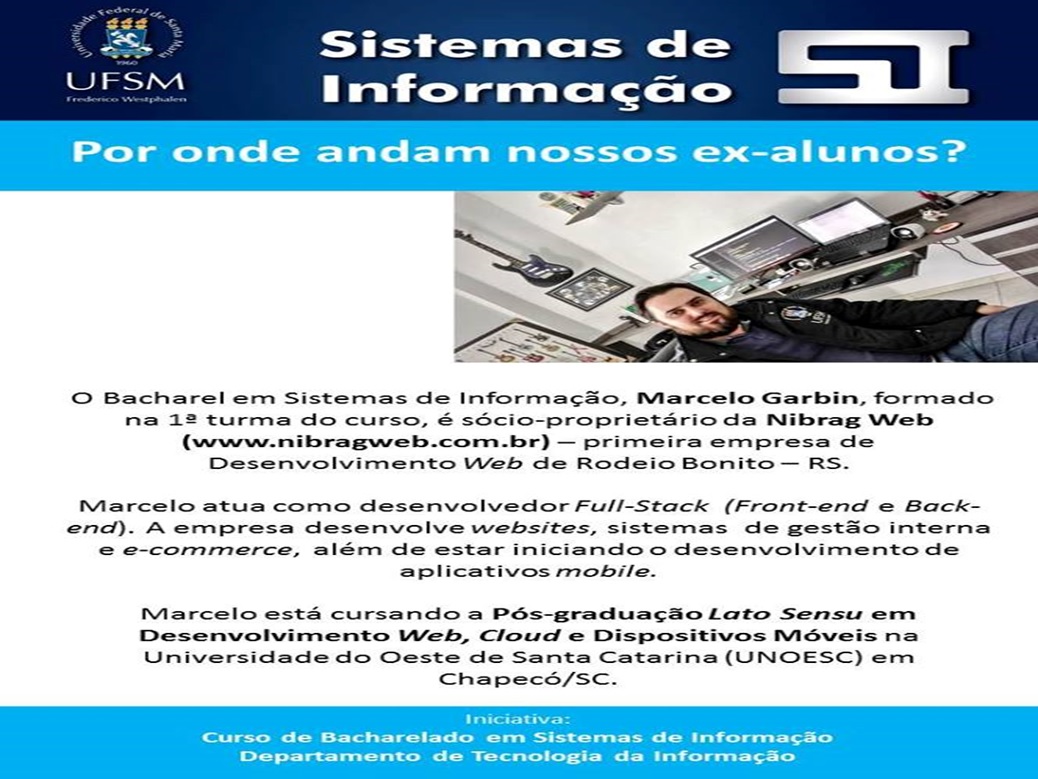 Universidade Federal de Santa Maria
1960
UFSM
Frederico Westphalen
Sistemas de
Informação
SI
Por onde andam nossos ex-alunos?
UFSM
O Bacharel em Sistemas de Informação, Marcelo Garbin, formado
na 1ª turma do curso, é sócio-proprietário da Nibrag Web
(www.nibragweb.com.br) – primeira empresa de
Desenvolvimento Web de Rodeio Bonito – RS.
Marcelo atua como desenvolvedor Full-Stack (Front-end e Back-
end). A empresa desenvolve websites, sistemas de gestão interna
e e-commerce, além de estar iniciando o desenvolvimento de
aplicativos mobile.
Marcelo está cursando a Pós-graduação Lato Sensu em
Desenvolvimento Web, Cloud e Dispositivos Móveis na
Universidade do Oeste de Santa Catarina (UNOESC) em
Chapecó/SC.
Iniciativa:
Curso de Bacharelado em Sistemas de Informação
Departamento de Tecnologia da Informação